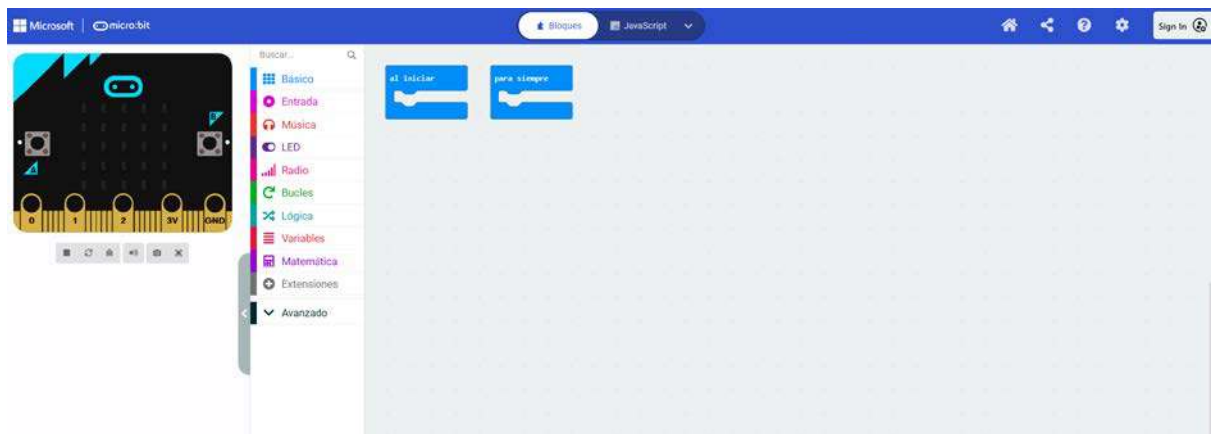 Microsoft micro:bit
Bloques JavaScript
Sign In
Buscar...
Básico
Entrada
Música
LED
Radio
Bucles
Lógica
Variables
Matemática
Extensiones
Avanzado
al iniciar
para siempre
B
A
0 1 2 3V GND